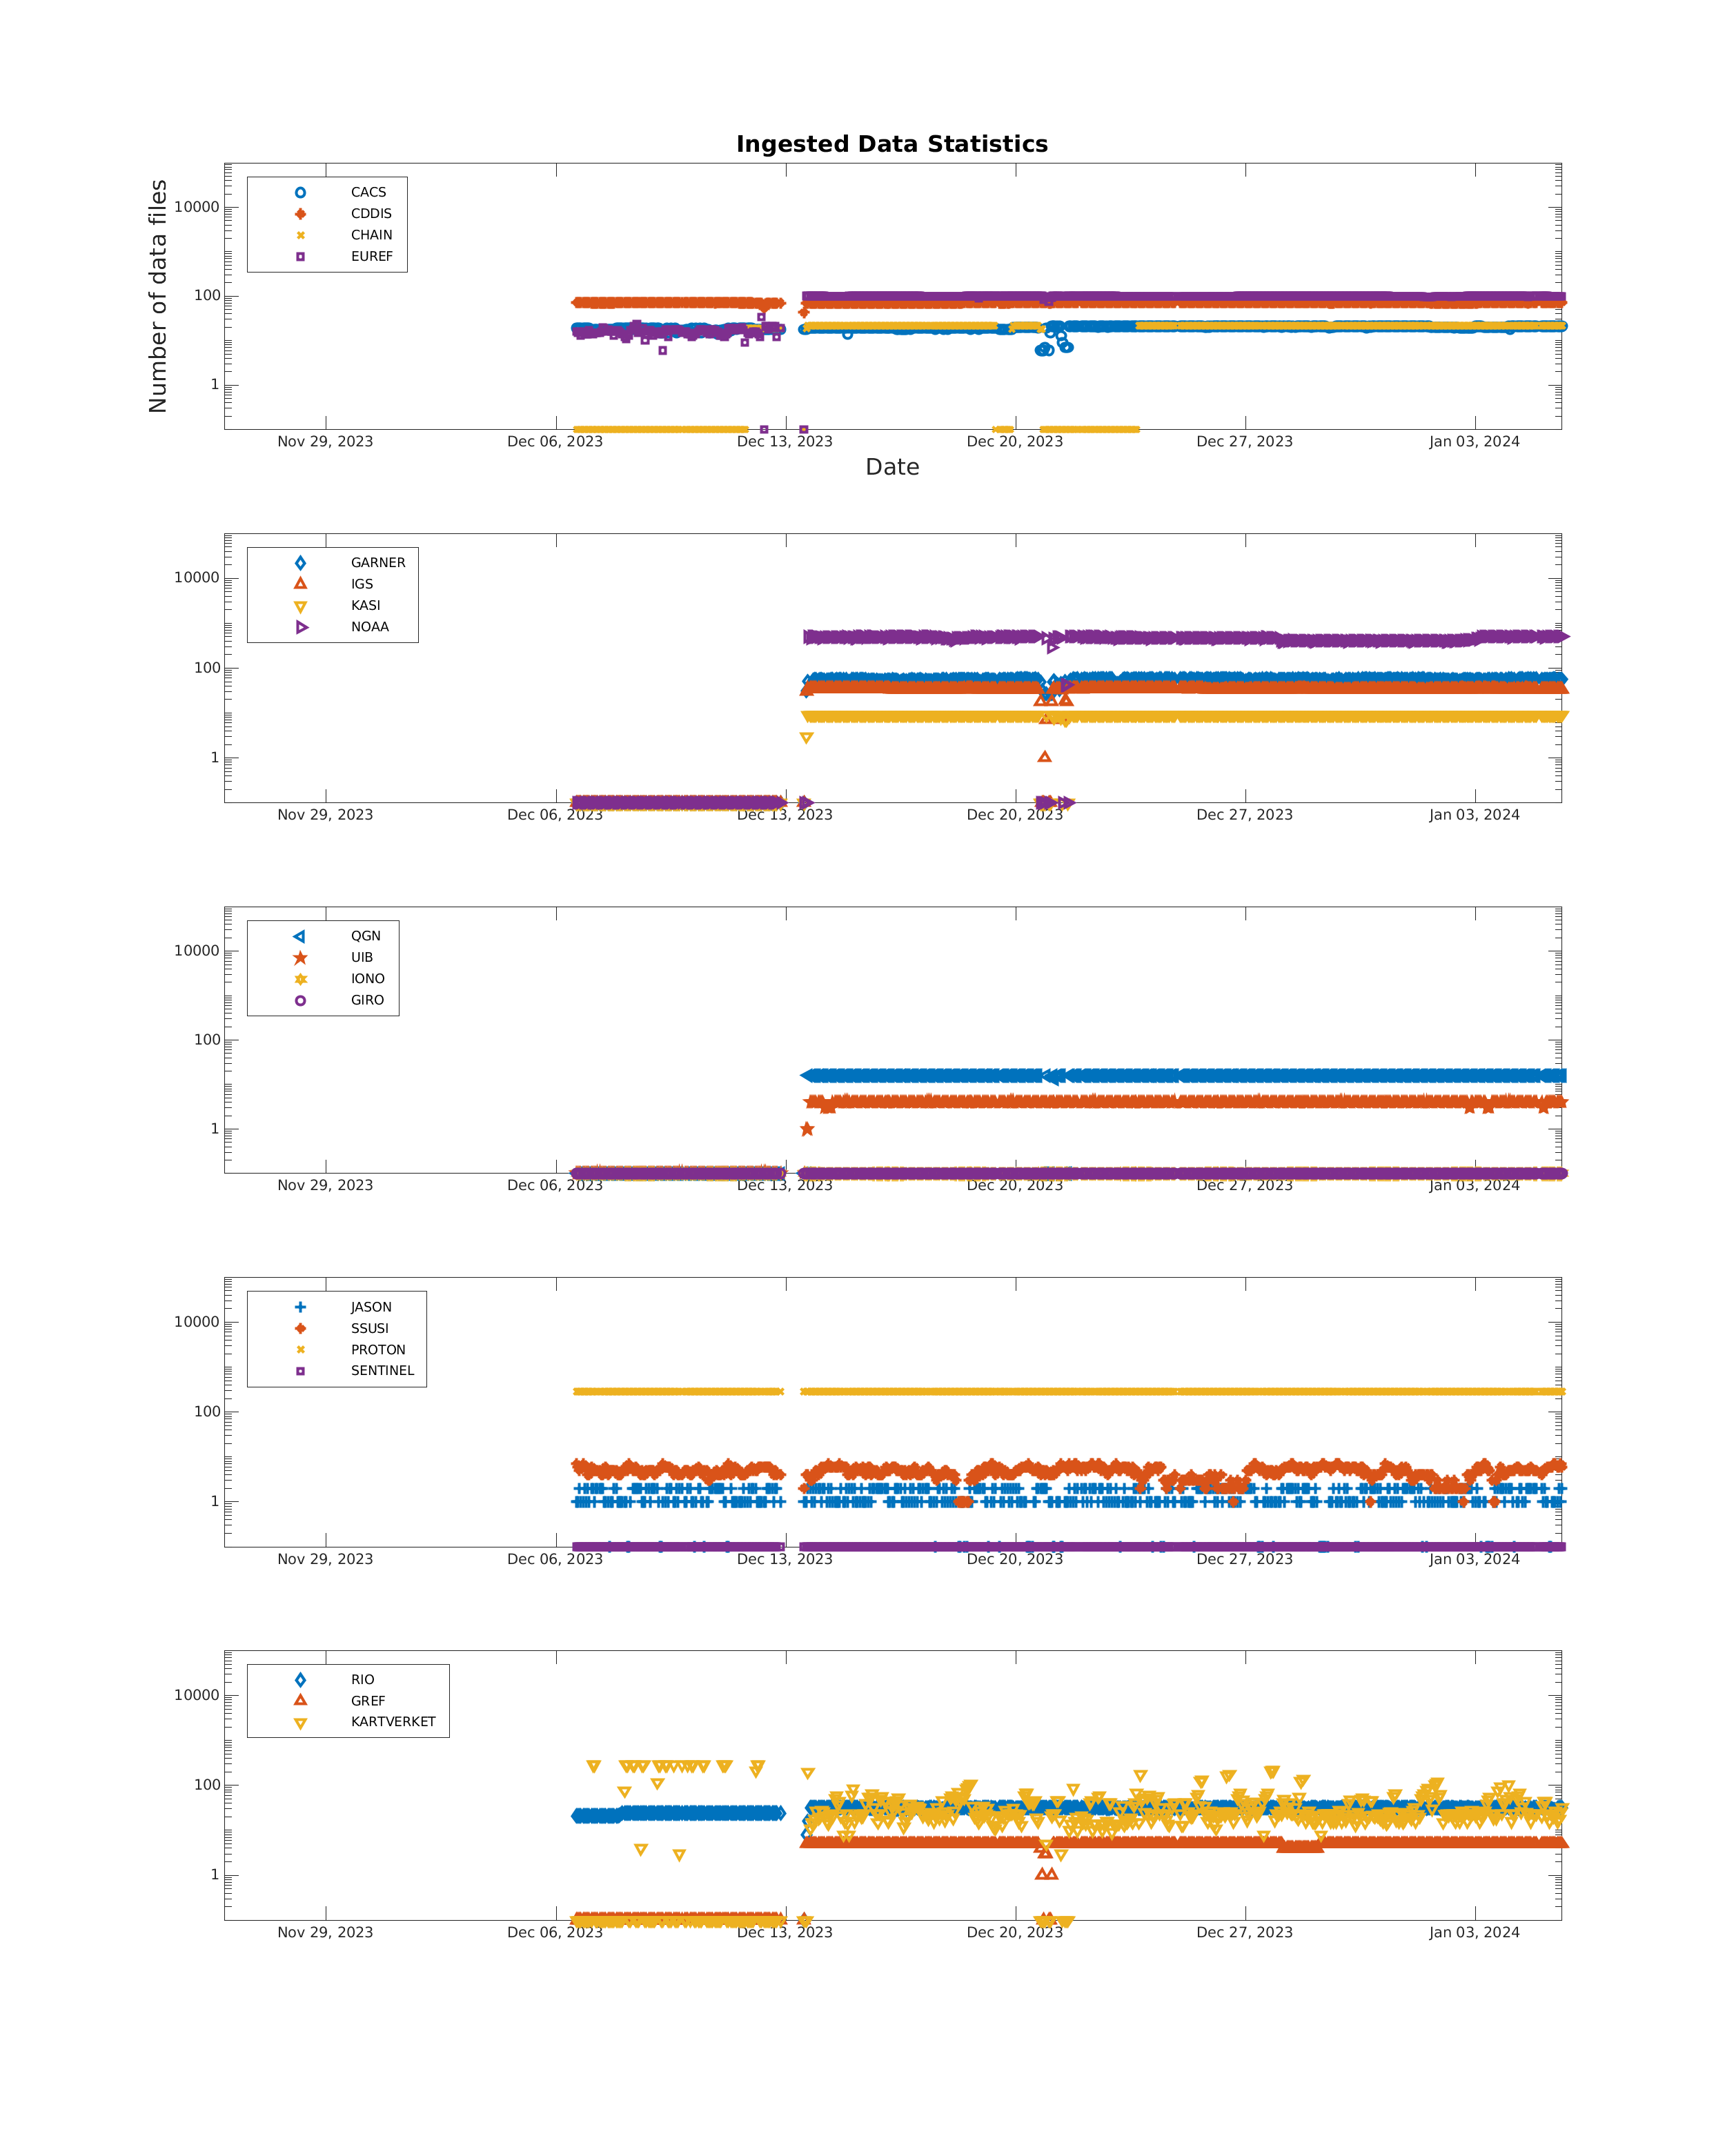 Ingested Data Statistics
Number of data files
10000
100
1
CACS
CDDIS
CHAIN
EUREF
Nov 29, 2023 Dec 06, 2023 Dec 13, 2023 Dec 20, 2023 Dec 27, 2023 Jan 03, 2024
Date
10000
100
1
GARNER
IGS
KASI
NOAA
Nov 29, 2023 Dec 06, 2023 Dec 13, 2023 Dec 20, 2023 Dec 27, 2023 Jan 03, 2024
10000
100
1
QGN
UIB
IONO
GIRO
Nov 29, 2023 Dec 06, 2023 Dec 13, 2023 Dec 20, 2023 Dec 27, 2023 Jan 03, 2024
10000
100
1
JASON
SSUSI
PROTON
SENTINEL
Nov 29, 2023 Dec 06, 2023 Dec 13, 2023 Dec 20, 2023 Dec 27, 2023 Jan 03, 2024
10000
100
1
RIO
GREF
KARTVERKET
Nov 29, 2023 Dec 06, 2023 Dec 13, 2023 Dec 20, 2023 Dec 27, 2023 Jan 03, 2024